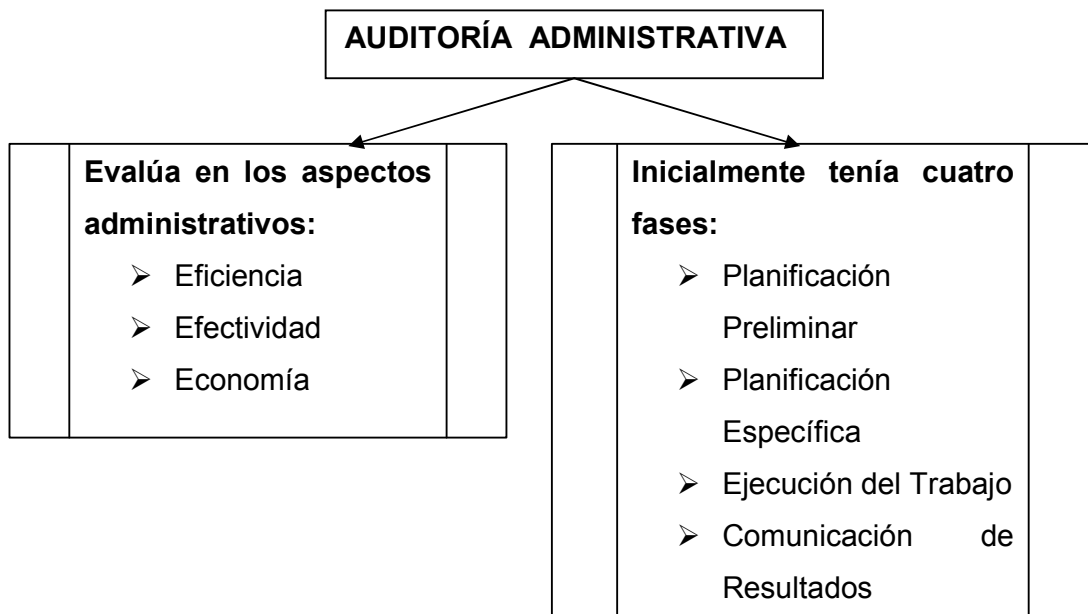 AUDITORÍA ADMINISTRATIVA
Evalúa en los aspectos
administrativos:
➢ Eficiencia
➢ Efectividad
➢ Economía
Inicialmente tenía cuatro
fases:
➢ Planificación
Preliminar
➢ Planificación
Específica
➢ Ejecución del Trabajo
➢ Comunicación de
Resultados